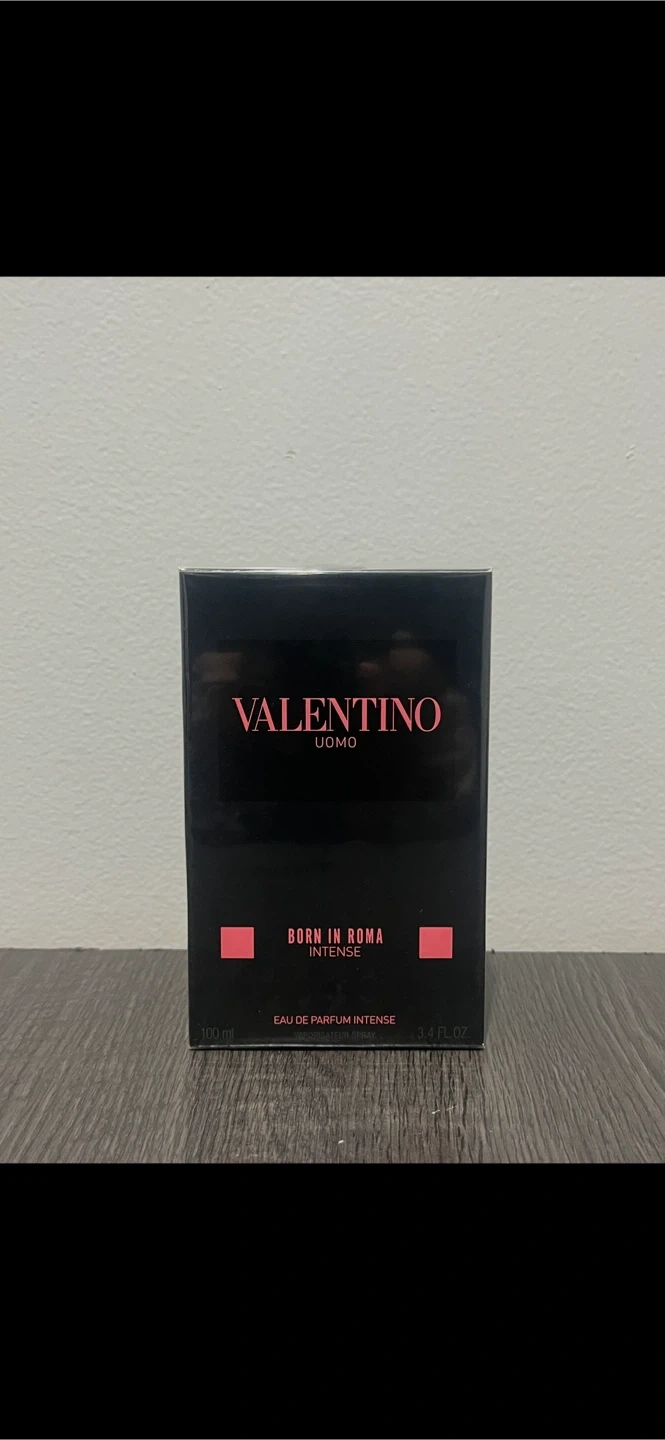 VALENTINO
UOMO
BORN IN ROMA
INTENSE
EAU DE PARFUM INTENSE
100 ml
3.4 FL.OZ